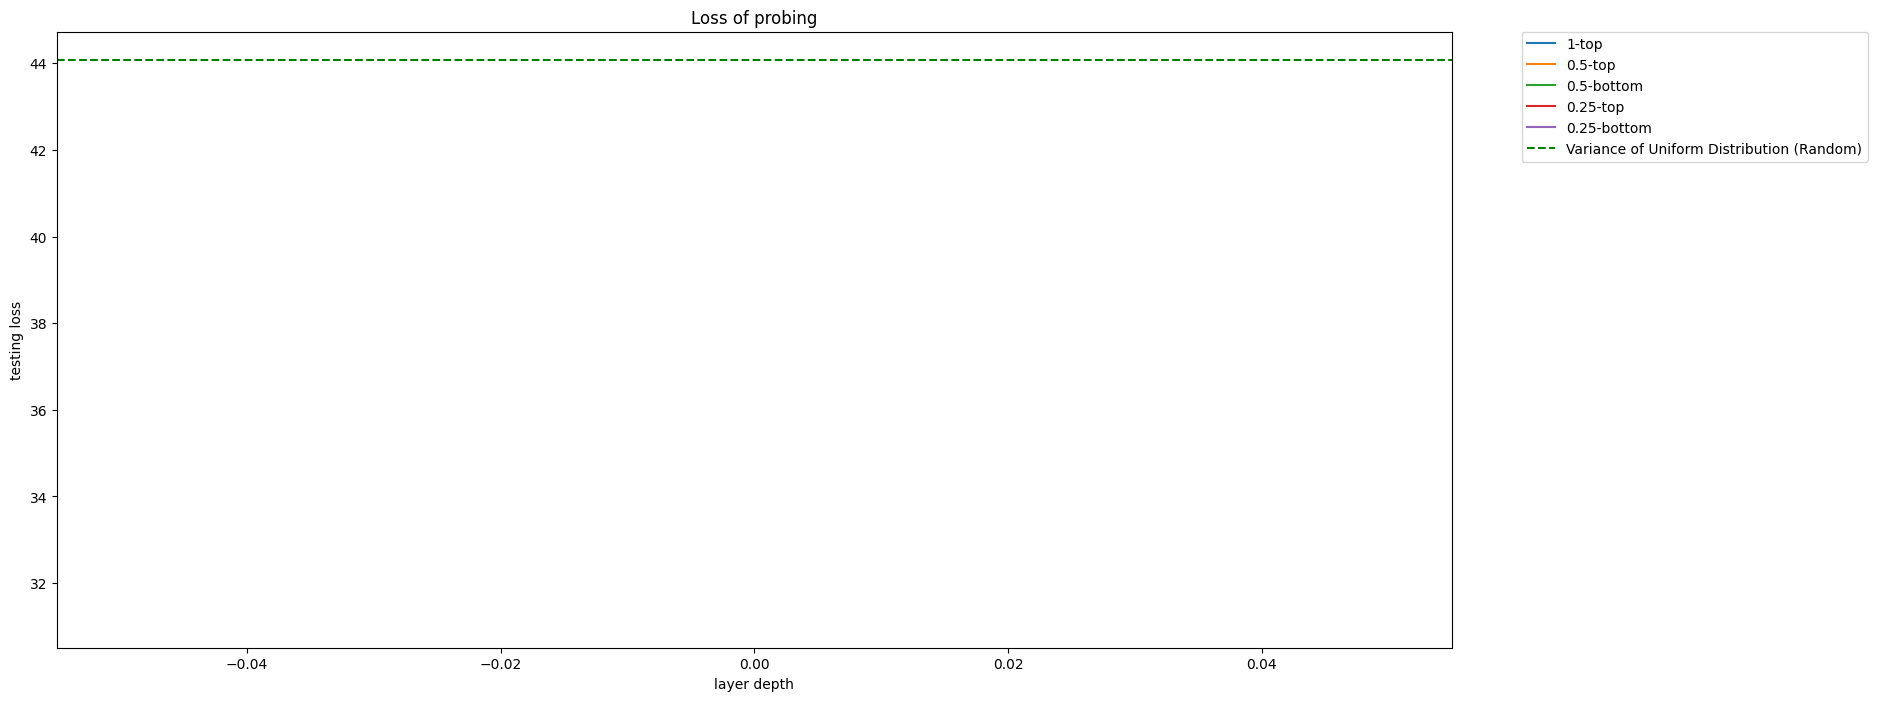 Loss of probing
44
42
40
38
36
34
32
testing loss
−0.04
−0.02
0.00
0.02
0.04
layer depth
1-top
0.5-top
0.5-bottom
0.25-top
0.25-bottom
Variance of Uniform Distribution (Random)